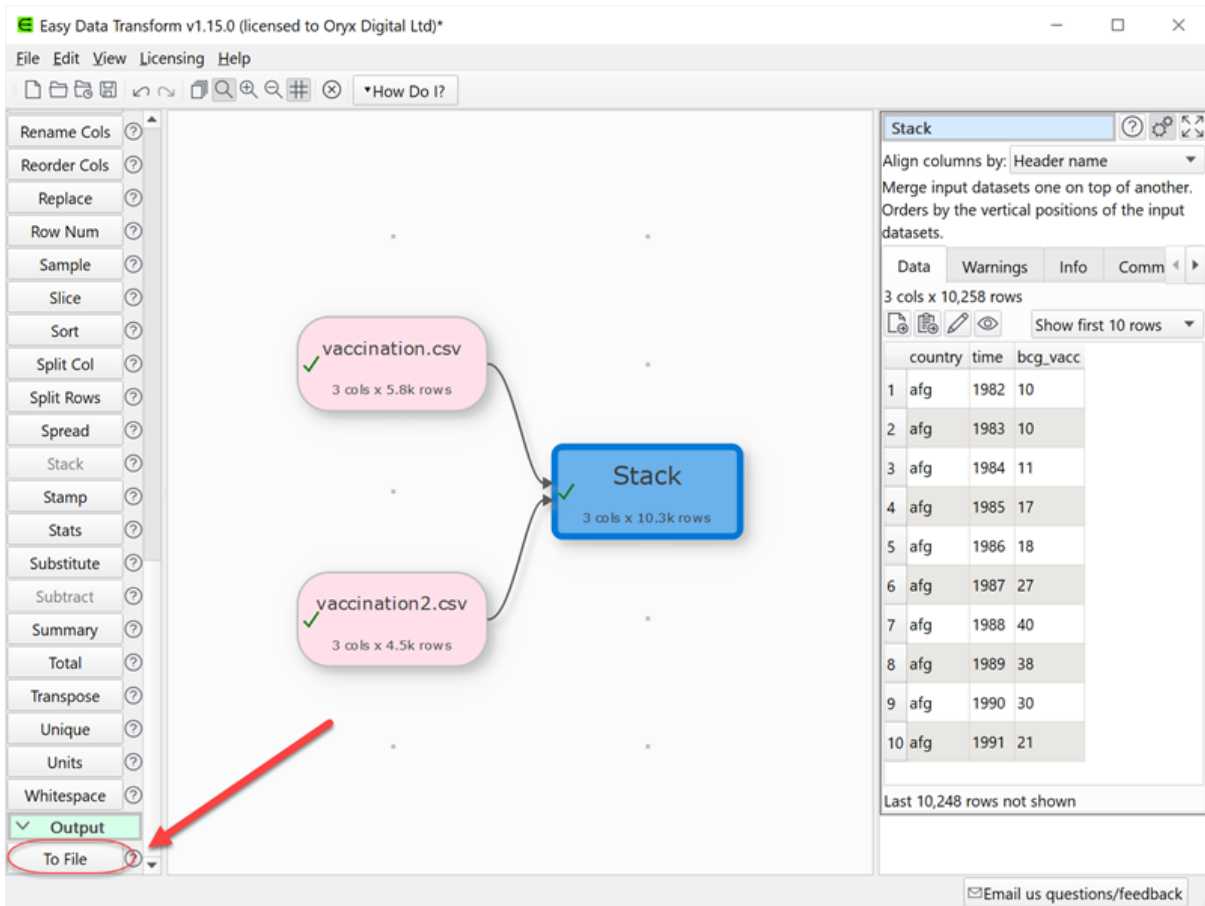 Easy Data Transform v1.15.0 (licensed to Oryx Digital Ltd)*
File Edit View Licensing Help
How Do I?
Rename Cols
Reorder Cols
Replace
Row Num
Sample
Slice
Sort
Split Col
Split Rows
Spread
Stack
Stamp
Stats
Substitute
Subtract
Summary
Total
Transpose
Unique
Units
Whitespace
Output
To File
vaccination.csv
3 cols x 5.8k rows
Stack
3 cols x 10.3k rows
vaccination2.csv
3 cols x 4.5k rows
Stack
Align columns by: Header name
Merge input datasets one on top of another.
Orders by the vertical positions of the input
datasets.
Data Warnings Info Comm
3 cols x 10,258 rows
Show first 10 rows
country time bcg_vacc
1 afg 1982 10
2 afg 1983 10
3 afg 1984 11
4 afg 1985 17
5 afg 1986 18
6 afg 1987 27
7 afg 1988 40
8 afg 1989 38
9 afg 1990 30
10 afg 1991 21
Last 10,248 rows not shown
Email us questions/feedback